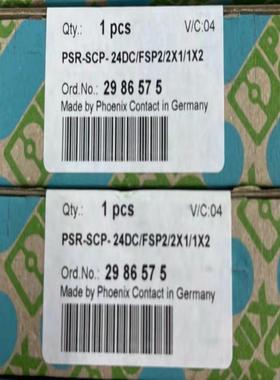 Qty.: 1 pcs V/C:04
PSR-SCP- 24DC/FSP2/2X1/1X2
Ord.No.: 29 86 57 5
Made by Phoenix Contact in Germany
Qty.: 1 pcs V/C:04
PSR-SCP- 24DC/FSP2/2X1/1X2
Ord.No.: 29 86 57 5
Made by Phoenix Contact in Germany